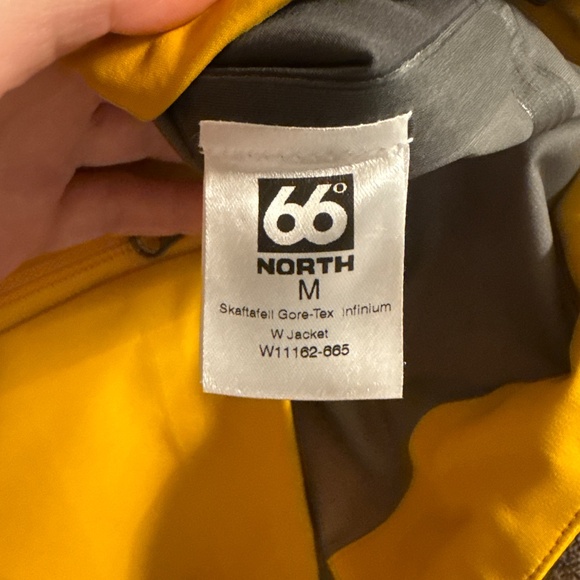 66°
NORTH
M
Skaftafell Gore-Tex Infinium
W Jacket
W11162-665